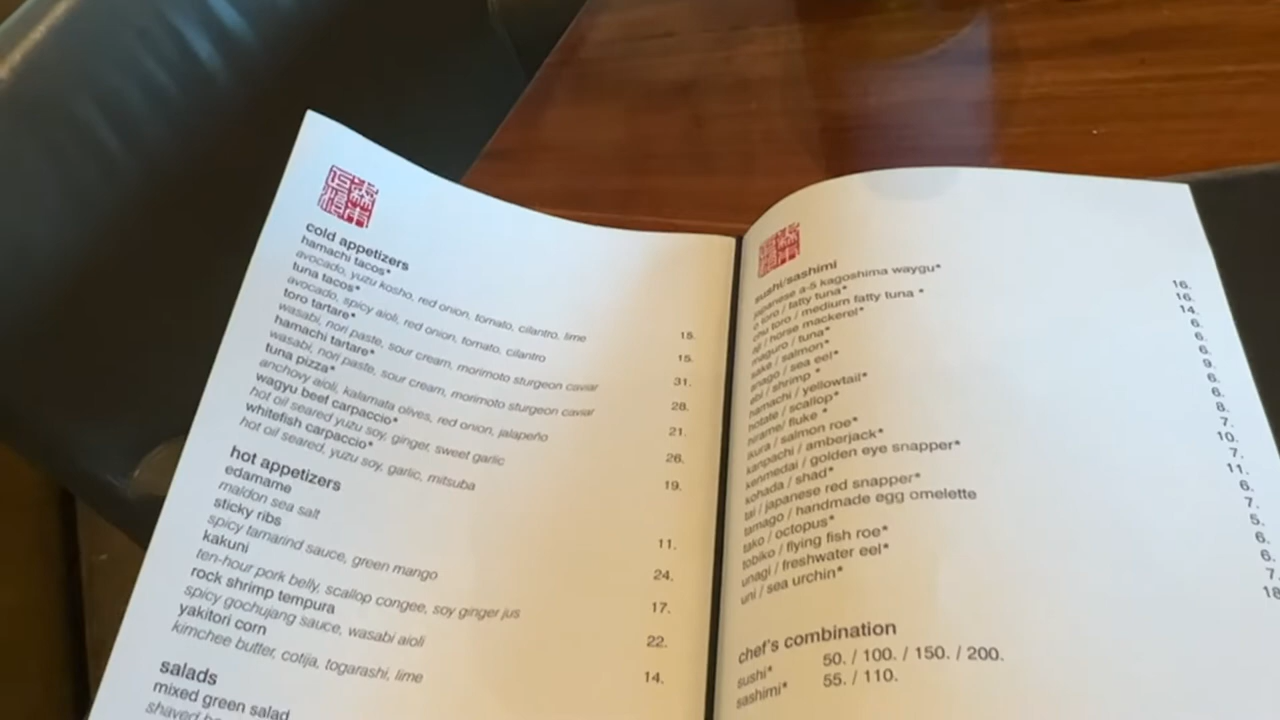 cold appetizers
hamachi tacos*
avocado, yuzu kosho, red onion, tomato, cilantro, lime 15.
tuna tacos*
avocado, spicy aioli, red onion, tomato, cilantro 15.
toro tartare*
wasabi, nori paste, sour cream, morimoto sturgeon caviar 31.
hamachi tartare*
wasabi, nori paste, sour cream, morimoto sturgeon caviar 28.
tuna pizza*
anchovy aioli, kalamata olives, red onion, jalapeño 21.
wagyu beef carpaccio*
hot oil seared yuzu soy, ginger, sweet garlic 26.
whitefish carpaccio*
hot oil seared, yuzu soy, garlic, mitsuba 19.
hot appetizers
edamame
maldon sea salt 11.
sticky ribs
spicy tamarind sauce, green mango 24.
kakuni
ten-hour pork belly, scallop congee, soy ginger jus 17.
rock shrimp tempura
spicy gochujang sauce, wasabi aioli 22.
yakitori corn
kimchee butter, cotija, togarashi, lime 14.
salads
mixed green salad
shaved
sushi/sashimi
japanese a-5 kagoshima waygu* 16.
o toro / fatty tuna* 16.
chu toro / medium fatty tuna * 14.
aji / horse mackerel* 6.
maguro / tuna* 6.
sake / salmon* 6.
anago / sea eel* 9.
ebi / shrimp * 6.
hamachi / yellowtail* 6.
hotate / scallop* 8.
hirame/ fluke * 7.
ikura / salmon roe* 10.
kanpachi / amberjack* 7.
kenmedai / golden eye snapper* 11.
kohada / shad* 6.
tai / japanese red snapper* 7.
tamago / handmade egg omelette 5.
tako / octopus* 6.
tobiko / flying fish roe* 6.
unagi / freshwater eel* 7.
uni / sea urchin* 18
chef's combination
sushi* 50. / 100. / 150. / 200.
sashimi* 55. / 110.